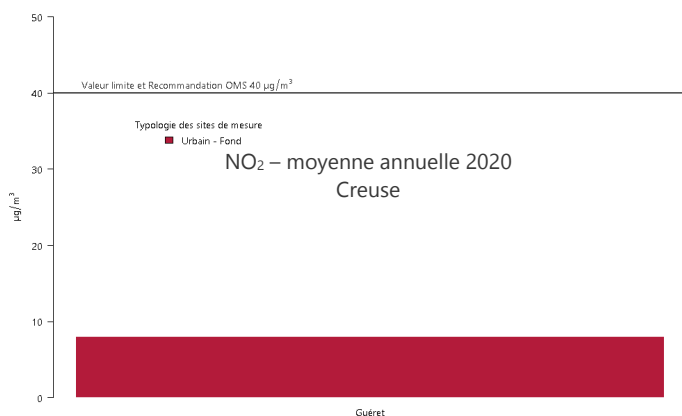 50
Valeur limite et Recommandation OMS 40 µg/m³
40
Typologie des sites de mesure
Urbain - Fond
NO₂ – moyenne annuelle 2020
Creuse
30
µg/m³
20
10
0
Guéret